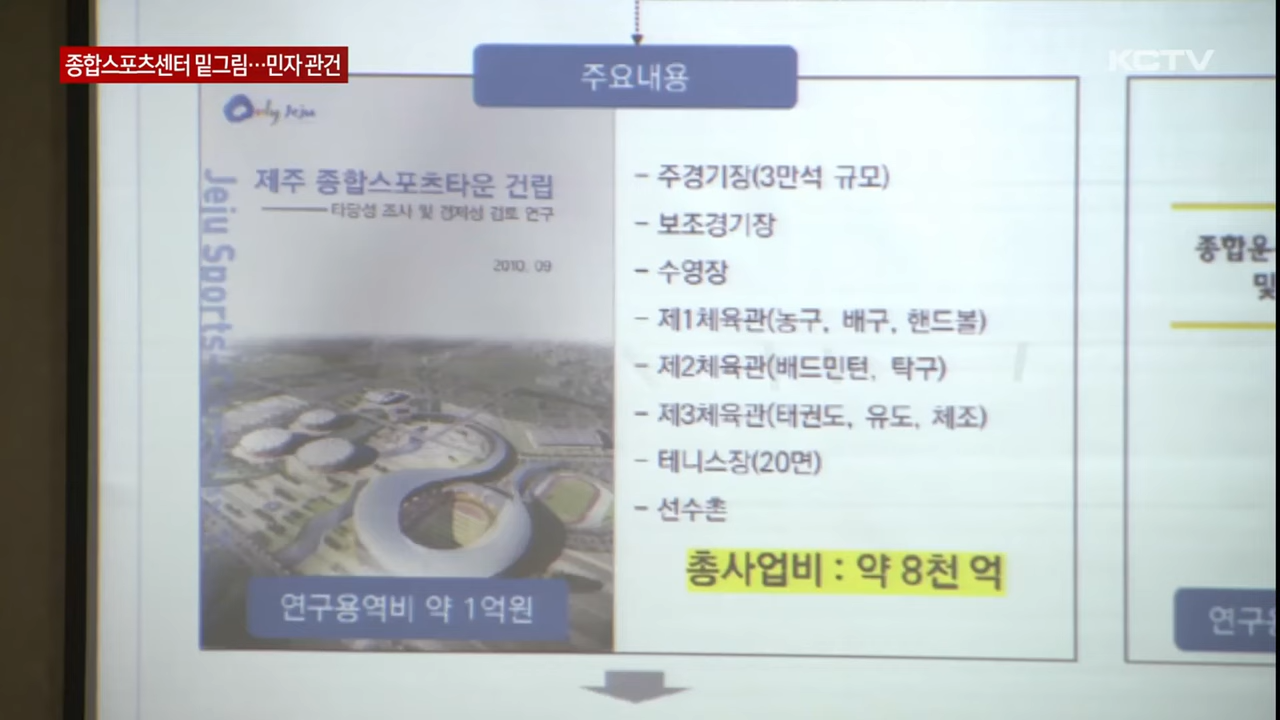 종합스포츠센터 밑그림…민자 관건
KCTV
주요내용
Only Jeju
Jeju Sports
제주 종합스포츠타운 건립
타당성 조사 및 경제성 검토 연구
2010. 09
연구용역비 약 1억원
- 주경기장(3만석 규모)
- 보조경기장
- 수영장
- 제1체육관(농구, 배구, 핸드볼)
- 제2체육관(배드민턴, 탁구)
- 제3체육관(태권도, 유도, 체조)
- 테니스장(20면)
- 선수촌
총사업비 : 약 8천 억
종합운
및
연구